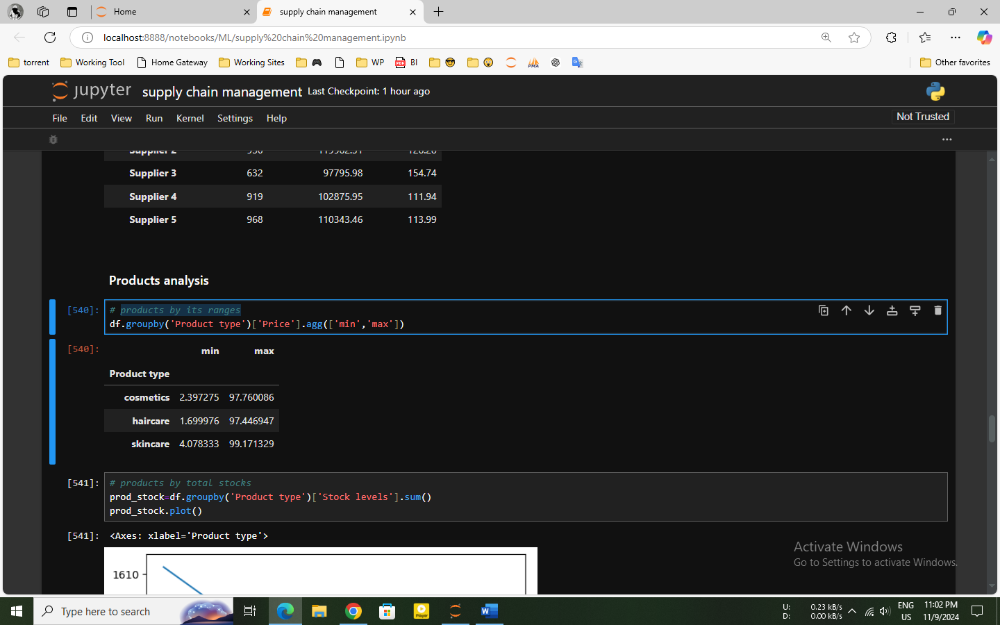 Home
supply chain management
localhost:8888/notebooks/ML/supply%20chain%20management.ipynb
torrent
Working Tool
Home Gateway
Working Sites
WP
BI
Other favorites
jupyter supply chain management Last Checkpoint: 1 hour ago
File Edit View Run Kernel Settings Help
Not Trusted
Supplier 3 632 97795.98 154.74
Supplier 4 919 102875.95 111.94
Supplier 5 968 110343.46 113.99
Products analysis
[540]: # products by its ranges
df.groupby('Product type')['Price'].agg(['min','max'])
[540]: min max
Product type
cosmetics 2.397275 97.760086
haircare 1.699976 97.446947
skincare 4.078333 99.171329
[541]: # products by total stocks
prod_stock=df.groupby('Product type')['Stock levels'].sum()
prod_stock.plot()
[541]: <Axes: xlabel='Product type'>
1610
Activate Windows
Go to Settings to activate Windows.
Type here to search
U: 0.23 kB/s
D: 0.00 kB/s
ENG
US
11:02 PM
11/9/2024